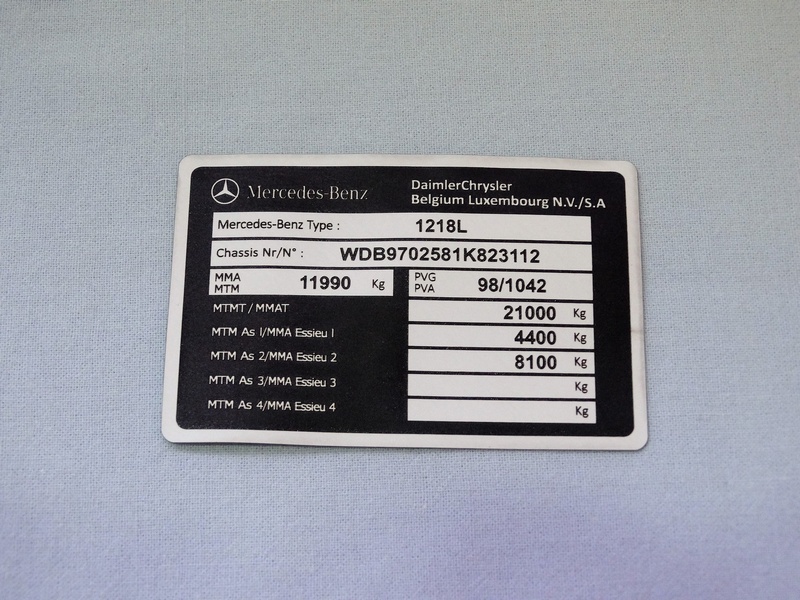 Mercedes-Benz
DaimlerChrysler
Belgium Luxembourg N.V./S.A
Mercedes-Benz Type : 1218L
Chassis Nr/N° : WDB9702581K823112
MMA
MTM 11990 Kg
PVG
PVA 98/1042
MTMT / MMAT 21000 Kg
MTM As 1/MMA Essieu 1 4400 Kg
MTM As 2/MMA Essieu 2 8100 Kg
MTM As 3/MMA Essieu 3 Kg
MTM As 4/MMA Essieu 4 Kg